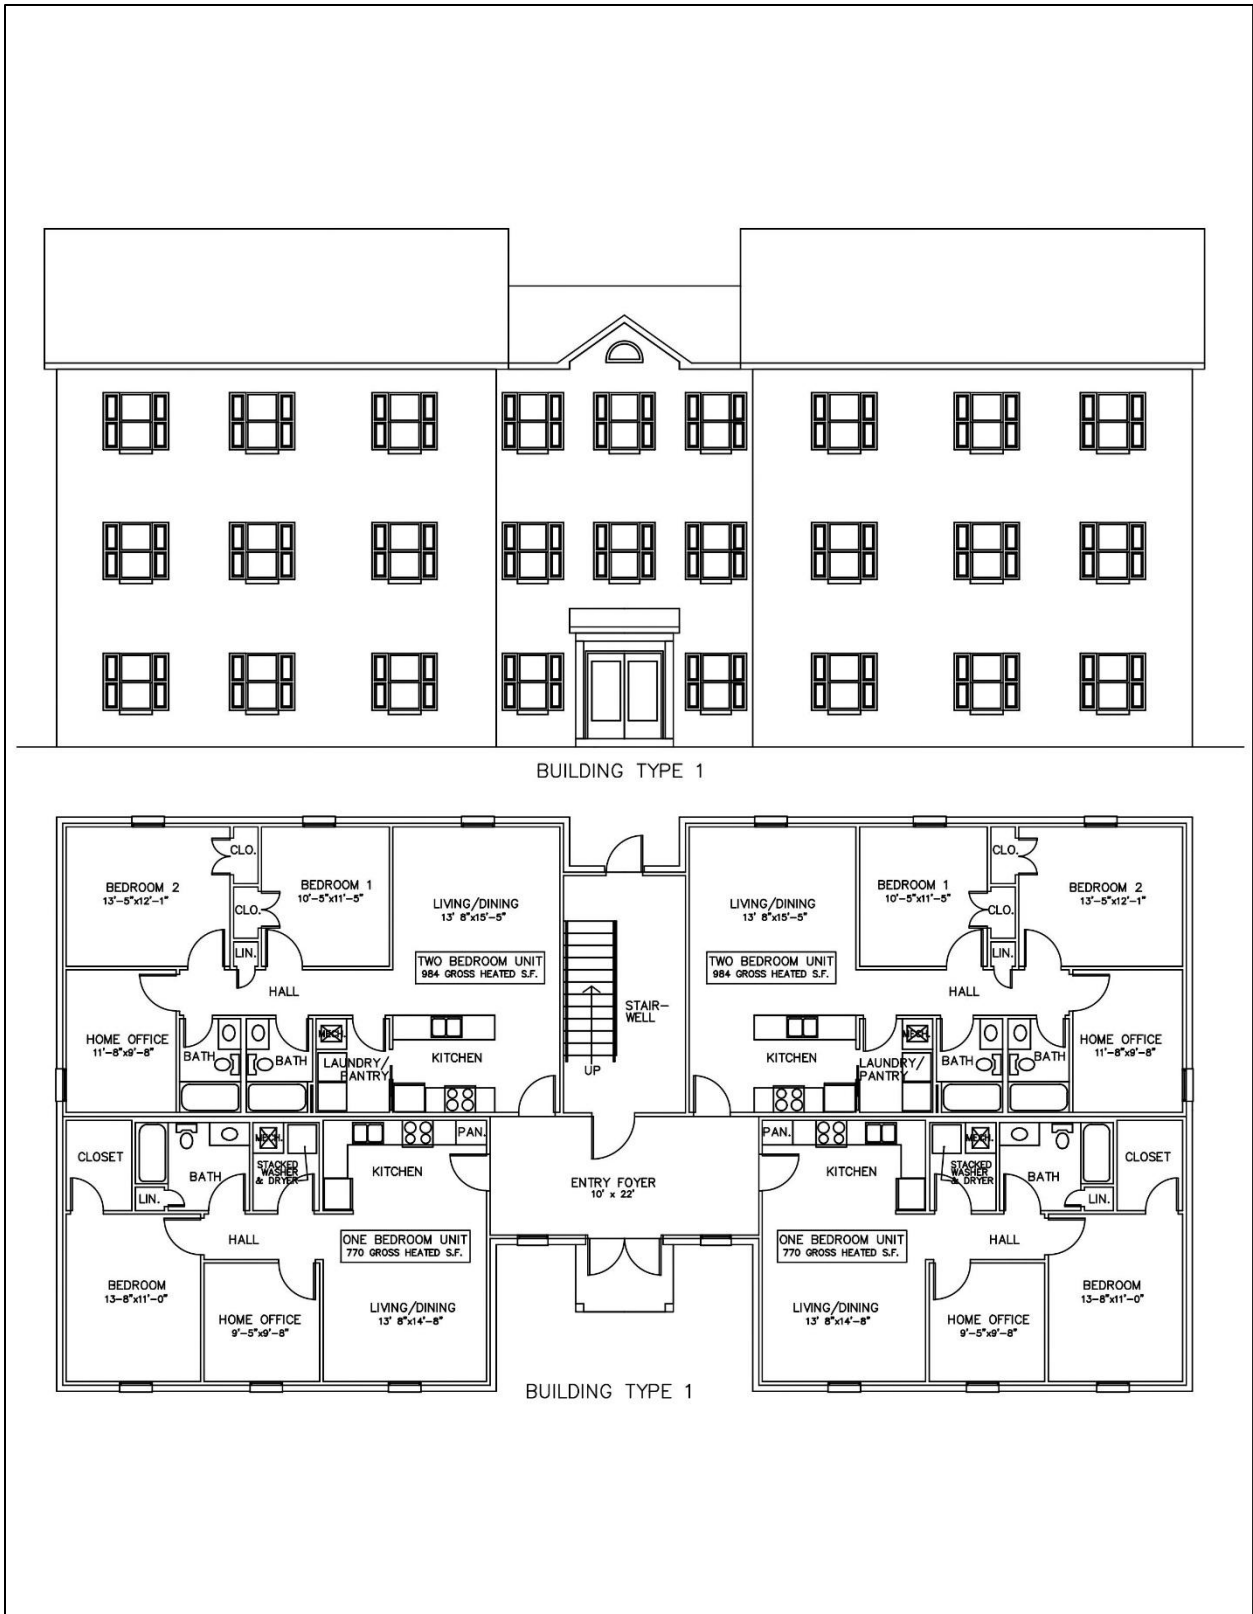 BUILDING TYPE 1
CLO.
BEDROOM 2
13'-5"x12'-1"
BEDROOM 1
10'-5"x11'-5"
CLO.
LIN.
LIVING/DINING
13' 8"x15'-5"
TWO BEDROOM UNIT
984 GROSS HEATED S.F.
HALL
HOME OFFICE
11'-8"x9'-8"
BATH
BATH
MECH.
LAUNDRY/
PANTRY
KITCHEN
STAIR-
WELL
UP
LIVING/DINING
13' 8"x15'-5"
TWO BEDROOM UNIT
984 GROSS HEATED S.F.
BEDROOM 1
10'-5"x11'-5"
CLO.
CLO.
LIN.
BEDROOM 2
13'-5"x12'-1"
HALL
KITCHEN
LAUNDRY/
PANTRY
MECH.
BATH
BATH
HOME OFFICE
11'-8"x9'-8"
CLOSET
LIN.
BATH
MECH.
STACKED
WASHER
& DRYER
KITCHEN
PAN.
HALL
ONE BEDROOM UNIT
770 GROSS HEATED S.F.
BEDROOM
13-8"x11'-0"
HOME OFFICE
9'-5"x9'-8"
LIVING/DINING
13' 8"x14'-8"
ENTRY FOYER
10' x 22'
PAN.
KITCHEN
STACKED
WASHER
& DRYER
MECH.
BATH
LIN.
CLOSET
ONE BEDROOM UNIT
770 GROSS HEATED S.F.
HALL
LIVING/DINING
13' 8"x14'-8"
HOME OFFICE
9'-5"x9'-8"
BEDROOM
13-8"x11'-0"
BUILDING TYPE 1